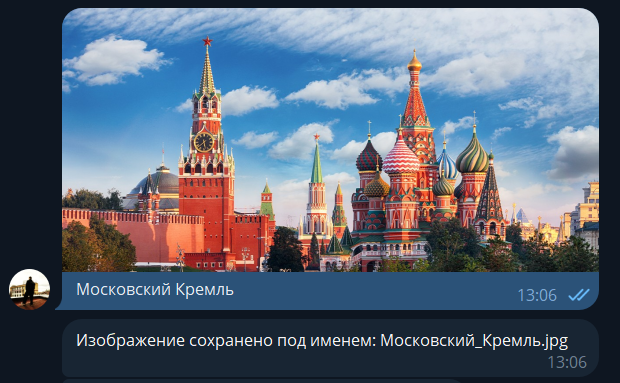 Московский Кремль
13:06
Изображение сохранено под именем: Московский_Кремль.jpg
13:06